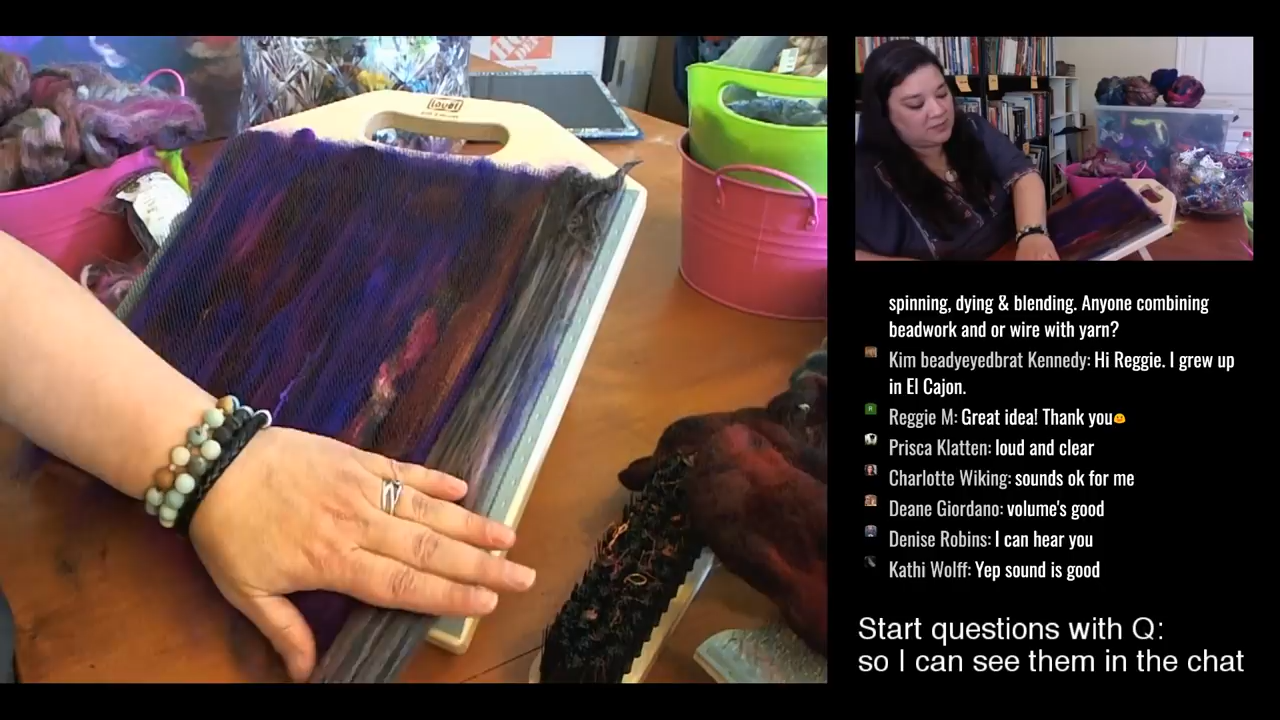 HOME
DEPOT
louet
spinning, dying & blending. Anyone combining
beadwork and or wire with yarn?
Kim beadyeyedbrat Kennedy: Hi Reggie. I grew up
in El Cajon.
Reggie M: Great idea! Thank you
Prisca Klatten: loud and clear
Charlotte Wiking: sounds ok for me
Deane Giordano: volume's good
Denise Robins: I can hear you
Kathi Wolff: Yep sound is good
Start questions with Q:
so I can see them in the chat